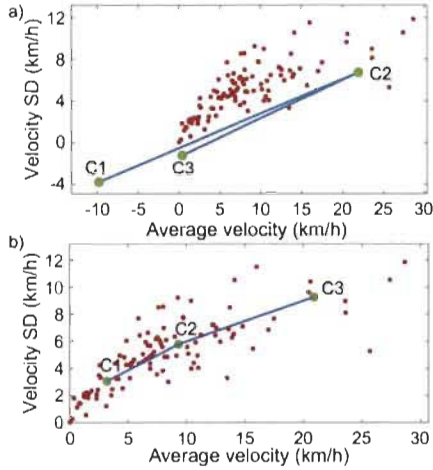 a)
Velocity SD (km/h)
12
8
4
0
-4
C1
C2
C3
-10 -5 0 5 10 15 20 25 30
Average velocity (km/h)
b)
Velocity SD (km/h)
12
10
8
6
4
2
0
C1
C2
C3
0 5 10 15 20 25 30
Average velocity (km/h)